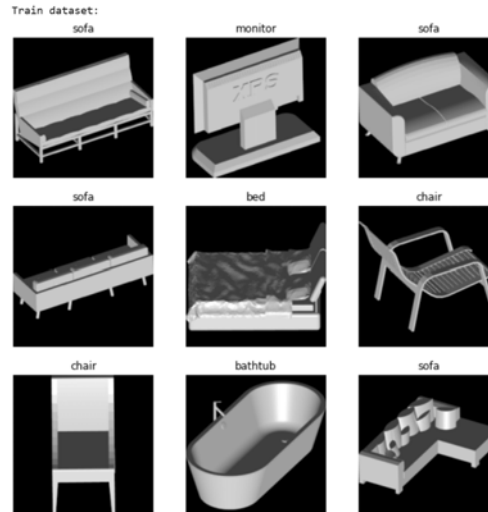 Train dataset:
sofa
monitor
sofa
XPS
sofa
bed
chair
chair
bathtub
sofa